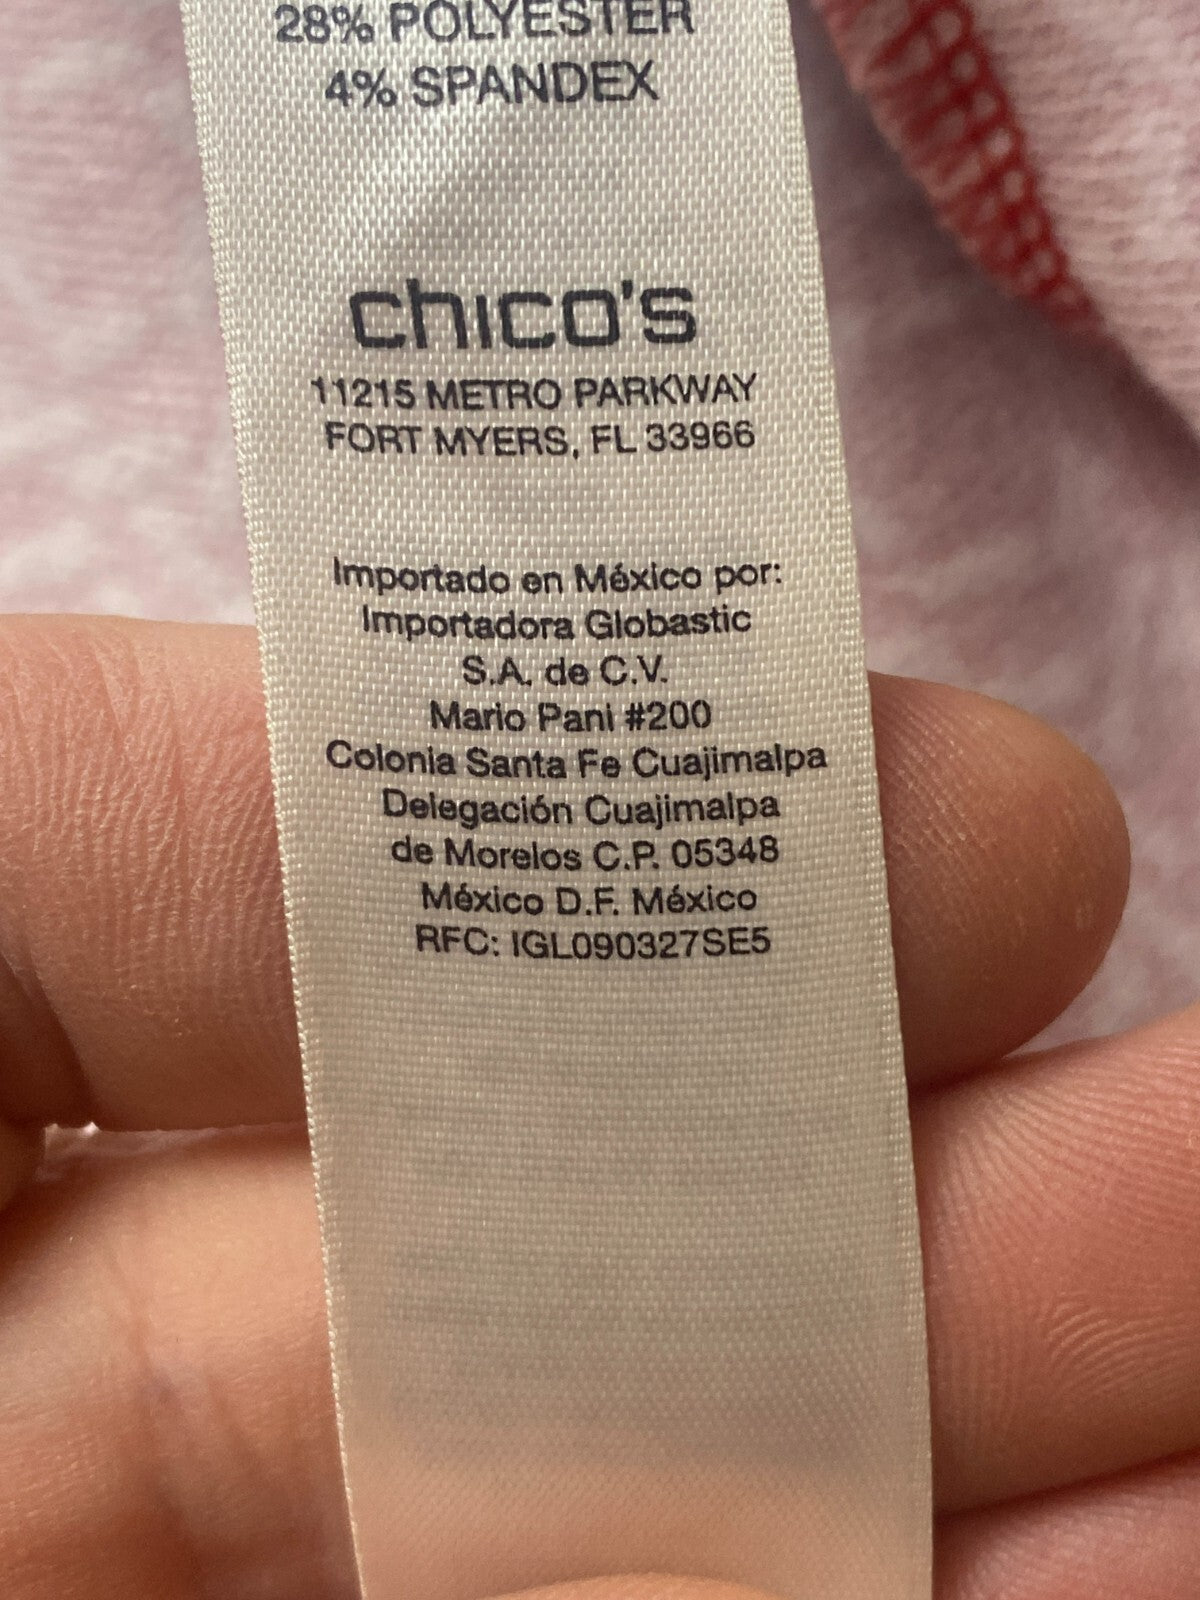 28% POLYESTER
4% SPANDEX
chico's
11215 METRO PARKWAY
FORT MYERS, FL 33966
Importado en México por:
Importadora Globastic
S.A. de C.V.
Mario Pani #200
Colonia Santa Fe Cuajimalpa
Delegación Cuajimalpa
de Morelos C.P. 05348
México D.F. México
RFC: IGL090327SE5